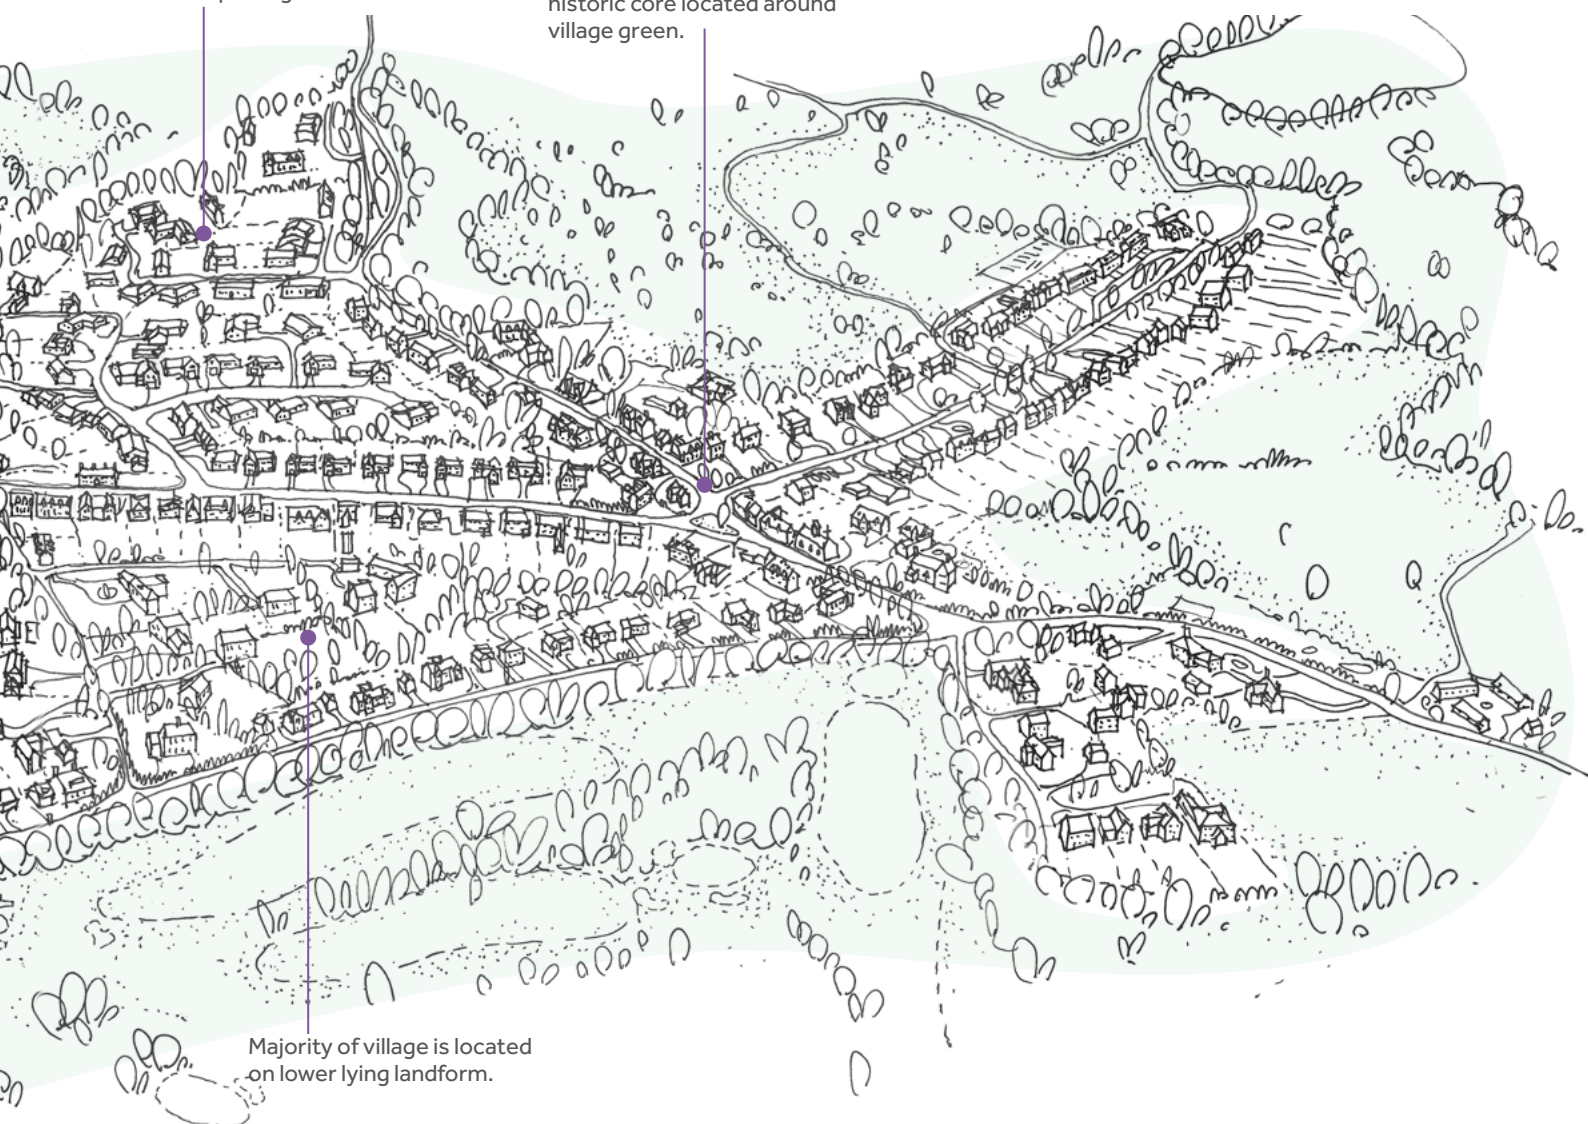 historic core located around
village green.
Majority of village is located
on lower lying landform.